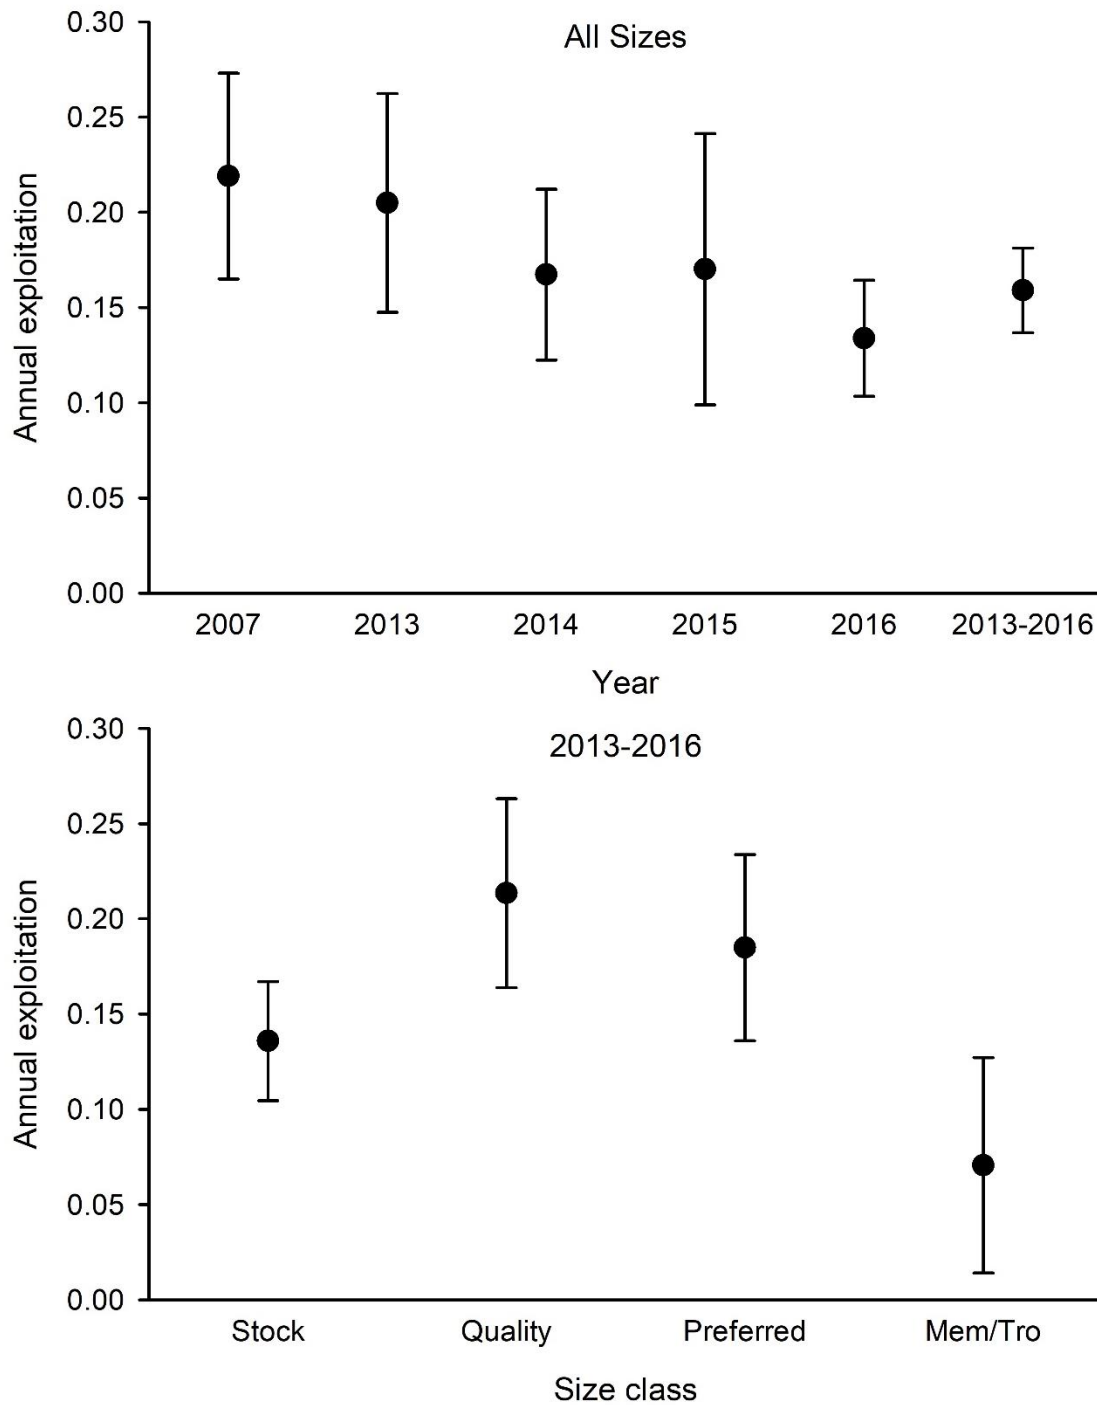 All Sizes
Annual exploitation
0.30
0.25
0.20
0.15
0.10
0.05
0.00
2007 2013 2014 2015 2016 2013-2016
Year
2013-2016
Annual exploitation
0.30
0.25
0.20
0.15
0.10
0.05
0.00
Stock Quality Preferred Mem/Tro
Size class